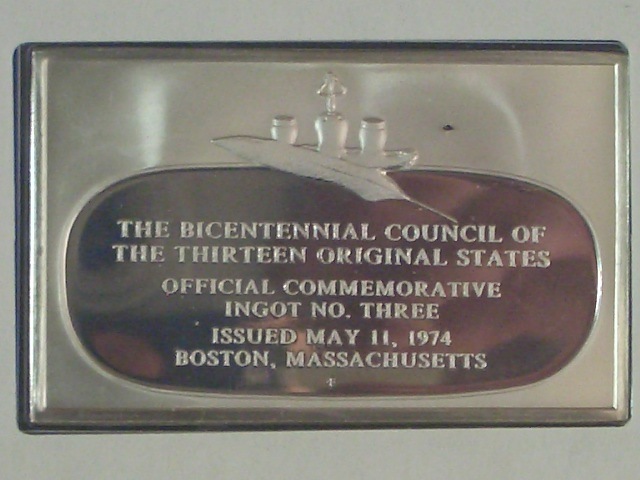 THE BICENTENNIAL COUNCIL OF
THE THIRTEEN ORIGINAL STATES
OFFICIAL COMMEMORATIVE
INGOT NO. THREE
ISSUED MAY 11, 1974
BOSTON, MASSACHUSETTS